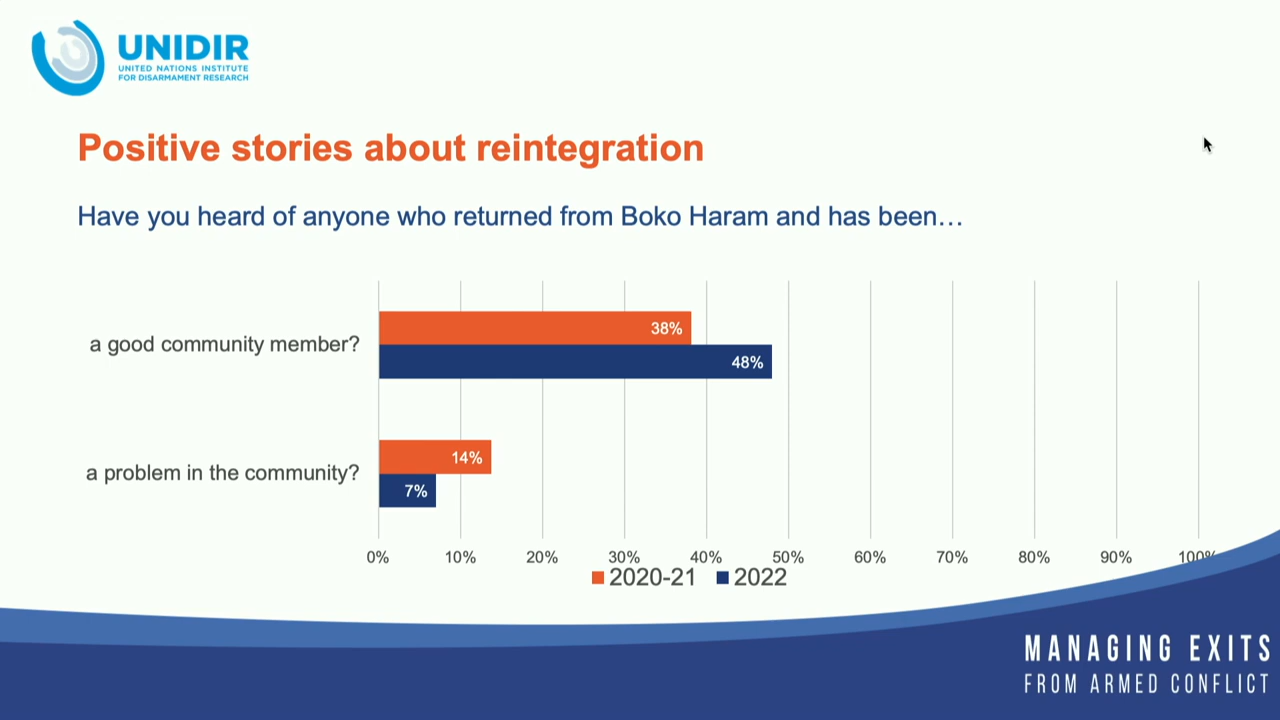 UNIDIR
UNITED NATIONS INSTITUTE
FOR DISARMAMENT RESEARCH
Positive stories about reintegration
Have you heard of anyone who returned from Boko Haram and has been…
a good community member?
38%
48%
a problem in the community?
14%
7%
0% 10% 20% 30% 40% 50% 60% 70% 80% 90% 100%
2020-21 2022
MANAGING EXITS
FROM ARMED CONFLICT